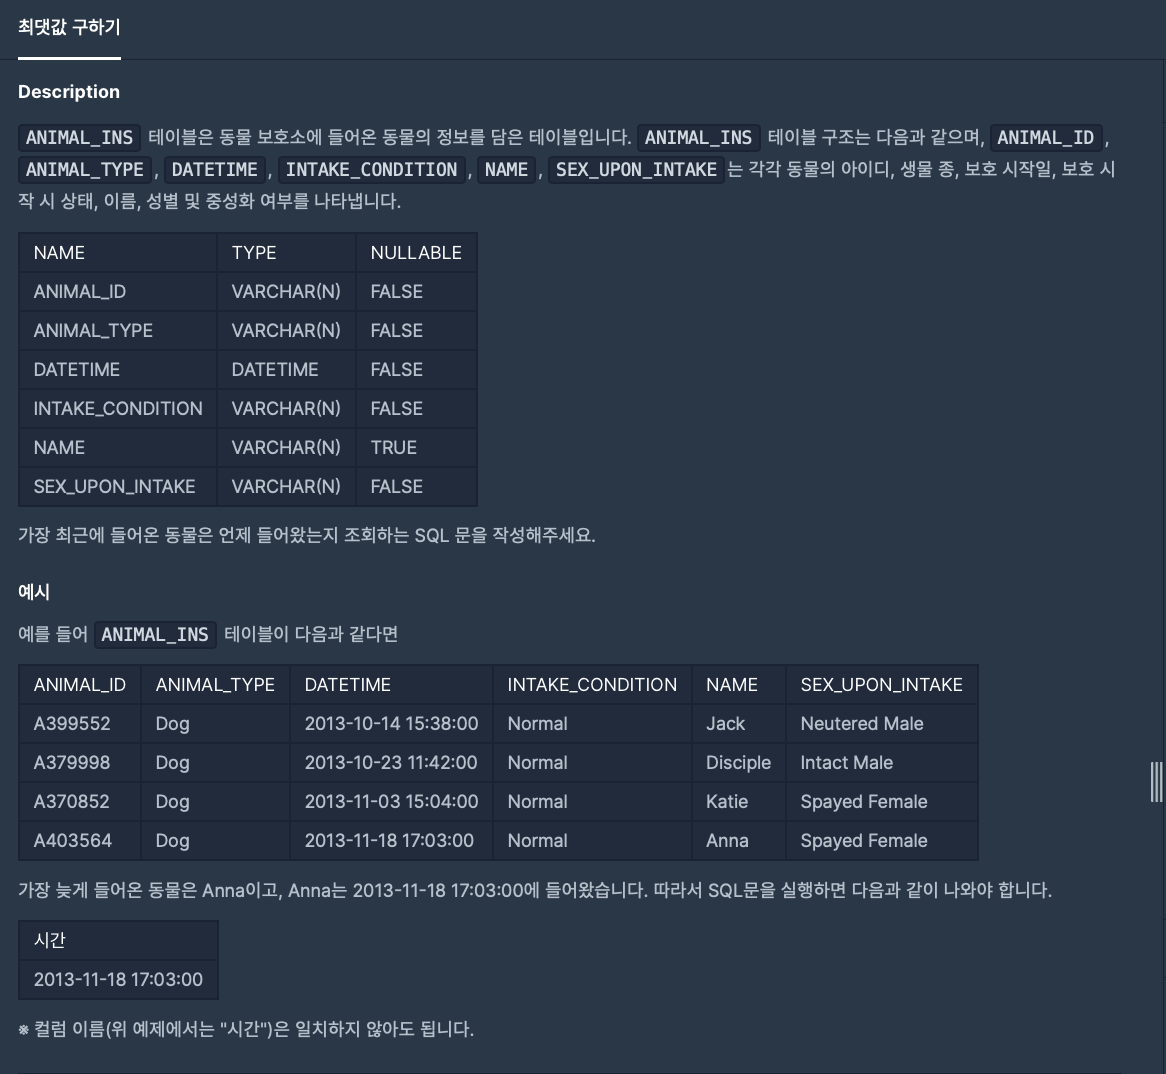 최댓값 구하기
Description
ANIMAL_INS 테이블은 동물 보호소에 들어온 동물의 정보를 담은 테이블입니다. ANIMAL_INS 테이블 구조는 다음과 같으며, ANIMAL_ID ,
ANIMAL_TYPE , DATETIME , INTAKE_CONDITION , NAME , SEX_UPON_INTAKE 는 각각 동물의 아이디, 생물 종, 보호 시작일, 보호 시
작 시 상태, 이름, 성별 및 중성화 여부를 나타냅니다.
NAME TYPE NULLABLE
ANIMAL_ID VARCHAR(N) FALSE
ANIMAL_TYPE VARCHAR(N) FALSE
DATETIME DATETIME FALSE
INTAKE_CONDITION VARCHAR(N) FALSE
NAME VARCHAR(N) TRUE
SEX_UPON_INTAKE VARCHAR(N) FALSE
가장 최근에 들어온 동물은 언제 들어왔는지 조회하는 SQL 문을 작성해주세요.
예시
예를 들어 ANIMAL_INS 테이블이 다음과 같다면
ANIMAL_ID ANIMAL_TYPE DATETIME INTAKE_CONDITION NAME SEX_UPON_INTAKE
A399552 Dog 2013-10-14 15:38:00 Normal Jack Neutered Male
A379998 Dog 2013-10-23 11:42:00 Normal Disciple Intact Male
A370852 Dog 2013-11-03 15:04:00 Normal Katie Spayed Female
A403564 Dog 2013-11-18 17:03:00 Normal Anna Spayed Female
가장 늦게 들어온 동물은 Anna이고, Anna는 2013-11-18 17:03:00에 들어왔습니다. 따라서 SQL문을 실행하면 다음과 같이 나와야 합니다.
시간
2013-11-18 17:03:00
※ 컬럼 이름(위 예제에서는 "시간")은 일치하지 않아도 됩니다.